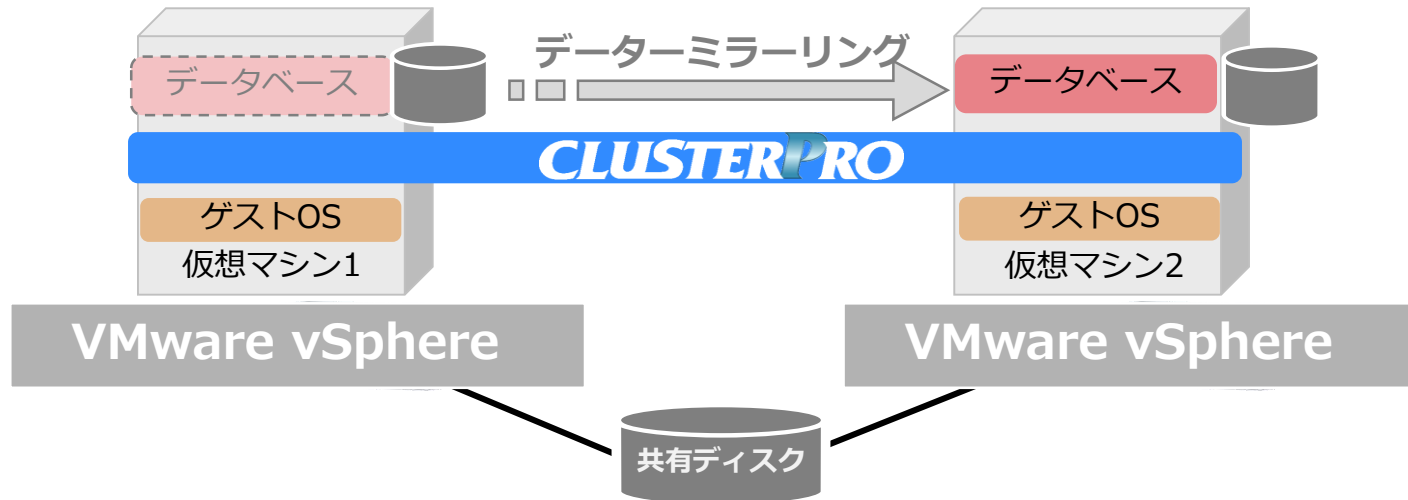 データーミラーリング
データベース
データベース
CLUSTERPRO
ゲストOS
ゲストOS
仮想マシン1
仮想マシン2
VMware vSphere
VMware vSphere
共有ディスク